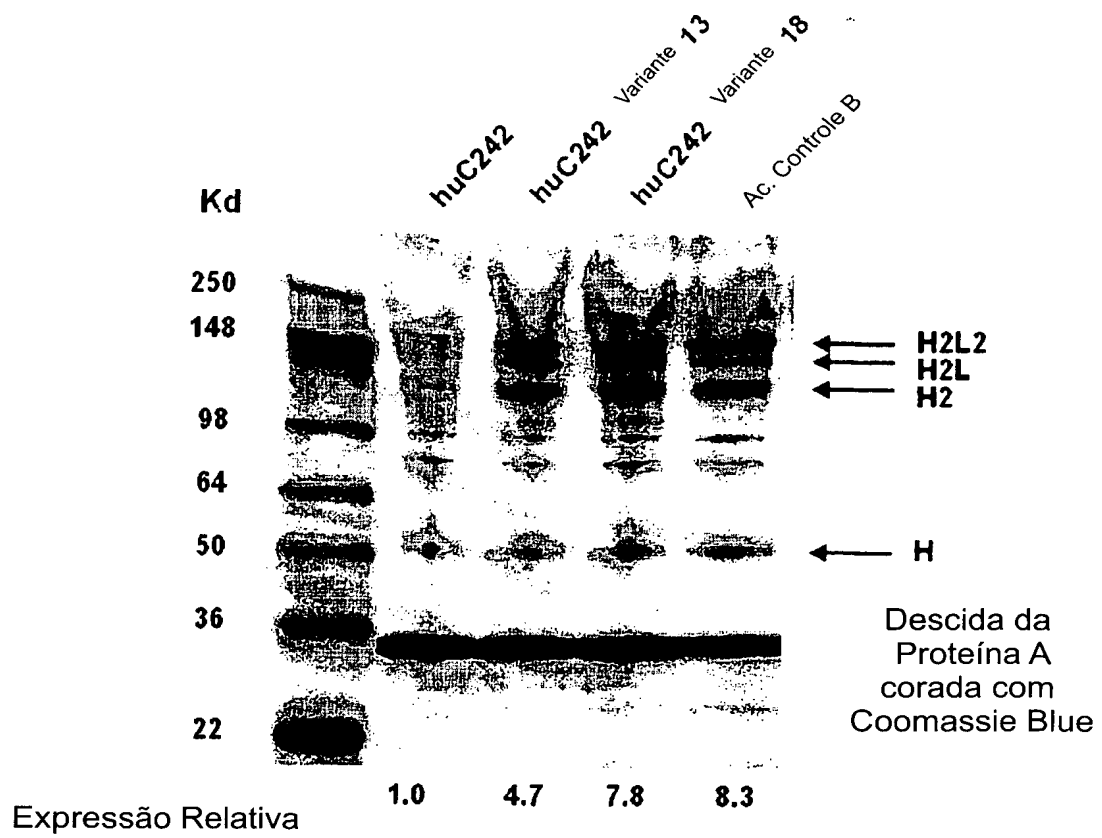 huC242
huC242 Variante 13
huC242 Variante 18
Ac. Controle B
Kd
250
148
98
64
50
36
22
H2L2
H2L
H2
H
Descida da
Proteína A
corada com
Coomassie Blue
1.0 4.7 7.8 8.3
Expressão Relativa